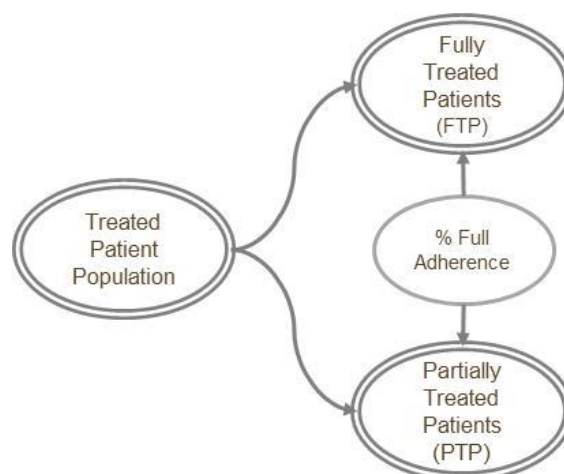 Fully
Treated
Patients
(FTP)
Treated
Patient
Population
% Full
Adherence
Partially
Treated
Patients
(PTP)